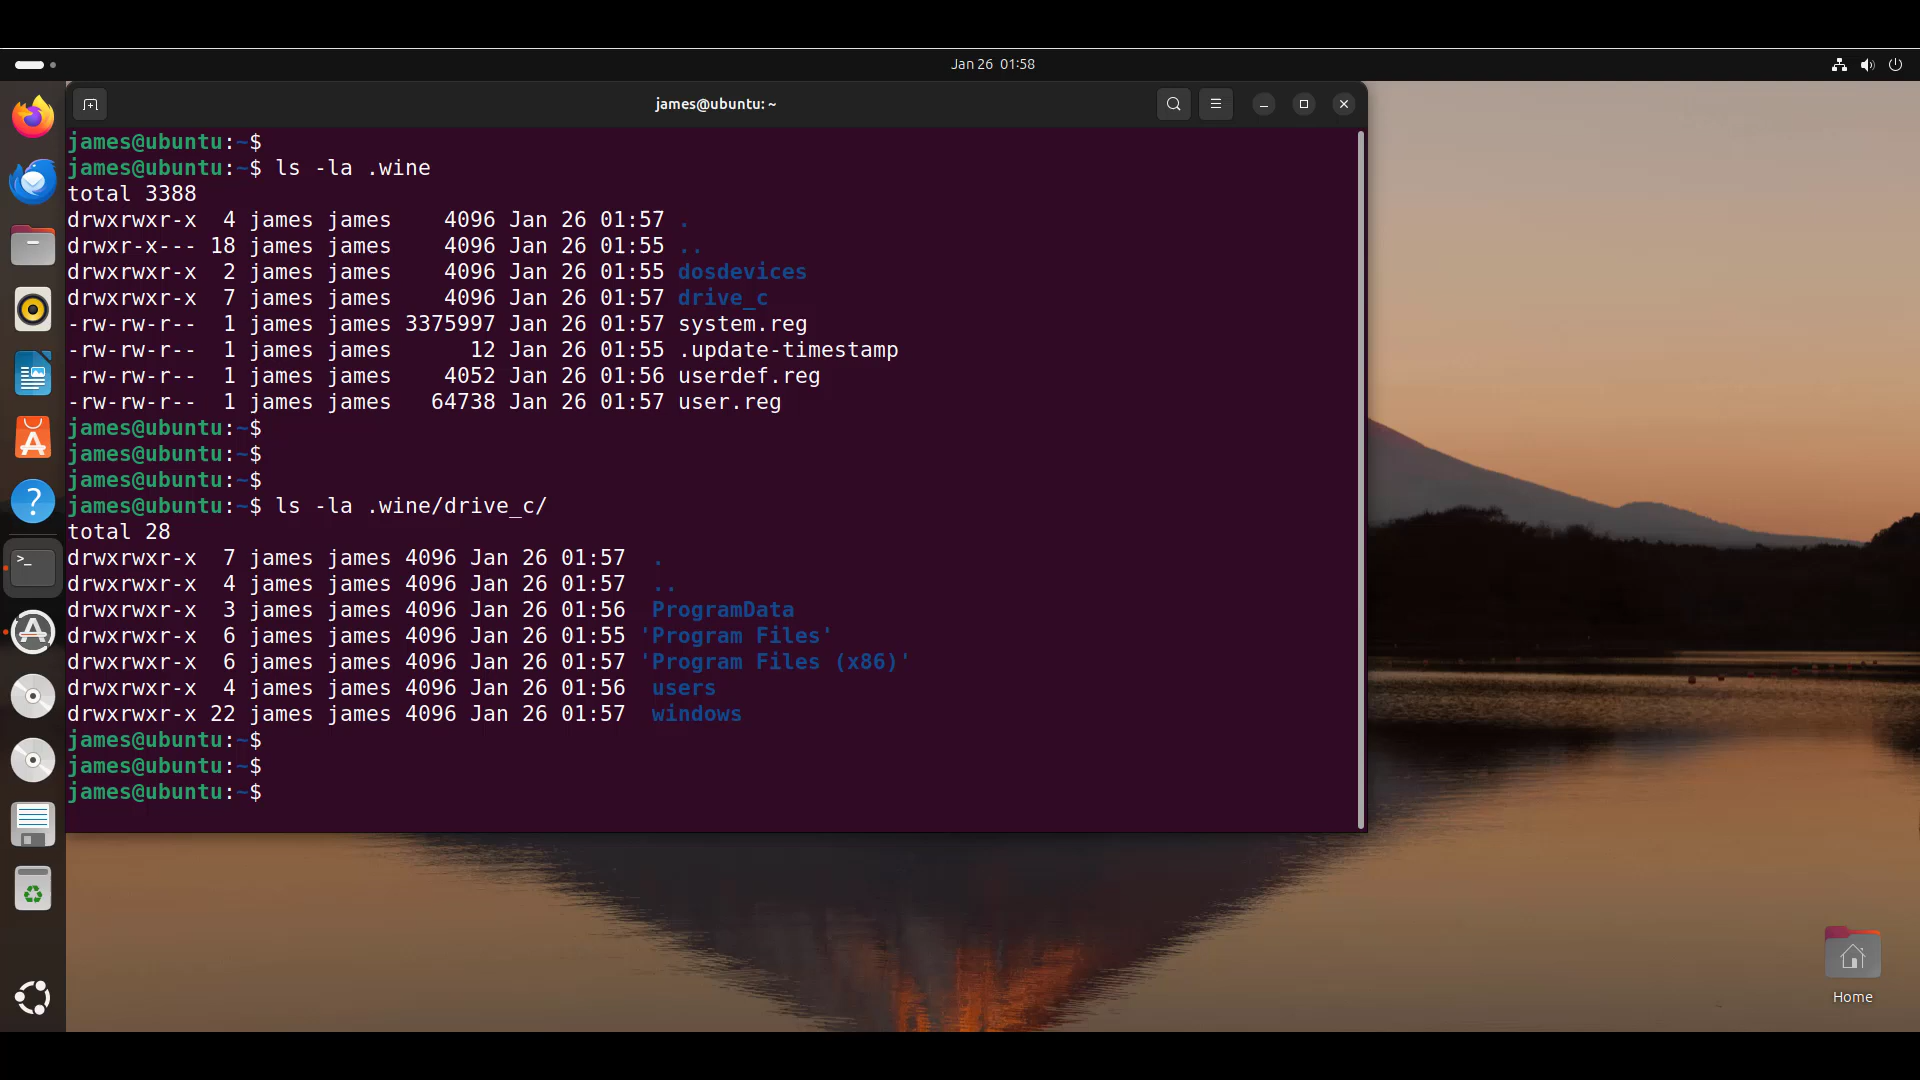 Jan 26 01:58
james@ubuntu: ~
james@ubuntu:~$
james@ubuntu:~$ ls -la .wine
total 3388
drwxrwxr-x  4 james james    4096 Jan 26 01:57 .
drwxr-x--- 18 james james    4096 Jan 26 01:55 ..
drwxrwxr-x  2 james james    4096 Jan 26 01:55 dosdevices
drwxrwxr-x  7 james james    4096 Jan 26 01:57 drive_c
-rw-rw-r--  1 james james 3375997 Jan 26 01:57 system.reg
-rw-rw-r--  1 james james      12 Jan 26 01:55 .update-timestamp
-rw-rw-r--  1 james james    4052 Jan 26 01:56 userdef.reg
-rw-rw-r--  1 james james   64738 Jan 26 01:57 user.reg
james@ubuntu:~$
james@ubuntu:~$
james@ubuntu:~$
james@ubuntu:~$ ls -la .wine/drive_c/
total 28
drwxrwxr-x  7 james james 4096 Jan 26 01:57  .
drwxrwxr-x  4 james james 4096 Jan 26 01:57  ..
drwxrwxr-x  3 james james 4096 Jan 26 01:56  ProgramData
drwxrwxr-x  6 james james 4096 Jan 26 01:55 'Program Files'
drwxrwxr-x  6 james james 4096 Jan 26 01:57 'Program Files (x86)'
drwxrwxr-x  4 james james 4096 Jan 26 01:56  users
drwxrwxr-x 22 james james 4096 Jan 26 01:57  windows
james@ubuntu:~$
james@ubuntu:~$
james@ubuntu:~$
Home